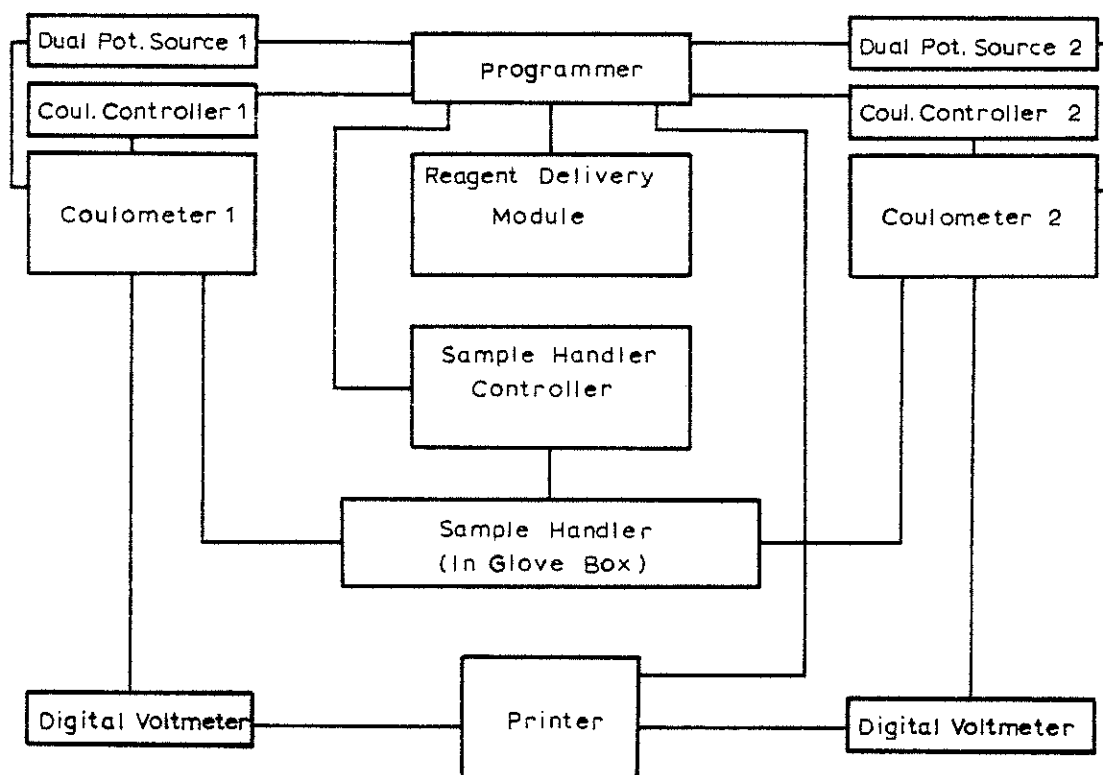 Dual Pot. Source 1
Programmer
Dual Pot. Source 2
Coul. Controller 1
Coul. Controller 2
Reagent Delivery
Module
Coulometer 1
Coulometer 2
Sample Handler
Controller
Sample Handler
(In Glove Box)
Digital Voltmeter
Printer
Digital Voltmeter